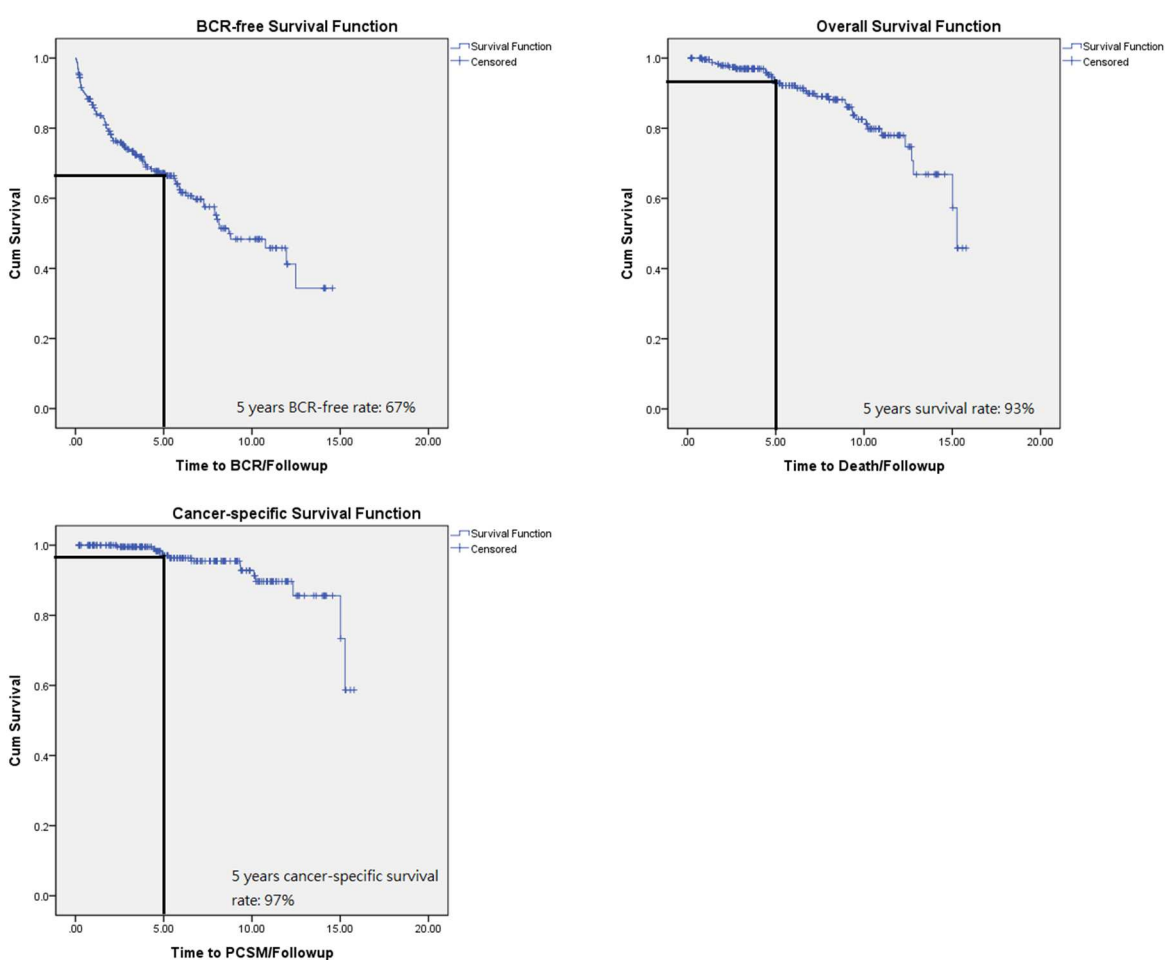 BCR-free Survival Function
Survival Function
Censored
1.0
0.8
0.6
0.4
0.2
0.0
Cum Survival
5 years BCR-free rate: 67%
.00 5.00 10.00 15.00 20.00
Time to BCR/Followup
Overall Survival Function
Survival Function
Censored
1.0
0.8
0.6
0.4
0.2
0.0
Cum Survival
5 years survival rate: 93%
.00 5.00 10.00 15.00 20.00
Time to Death/Followup
Cancer-specific Survival Function
Survival Function
Censored
1.0
0.8
0.6
0.4
0.2
0.0
Cum Survival
5 years cancer-specific survival
rate: 97%
.00 5.00 10.00 15.00 20.00
Time to PCSM/Followup